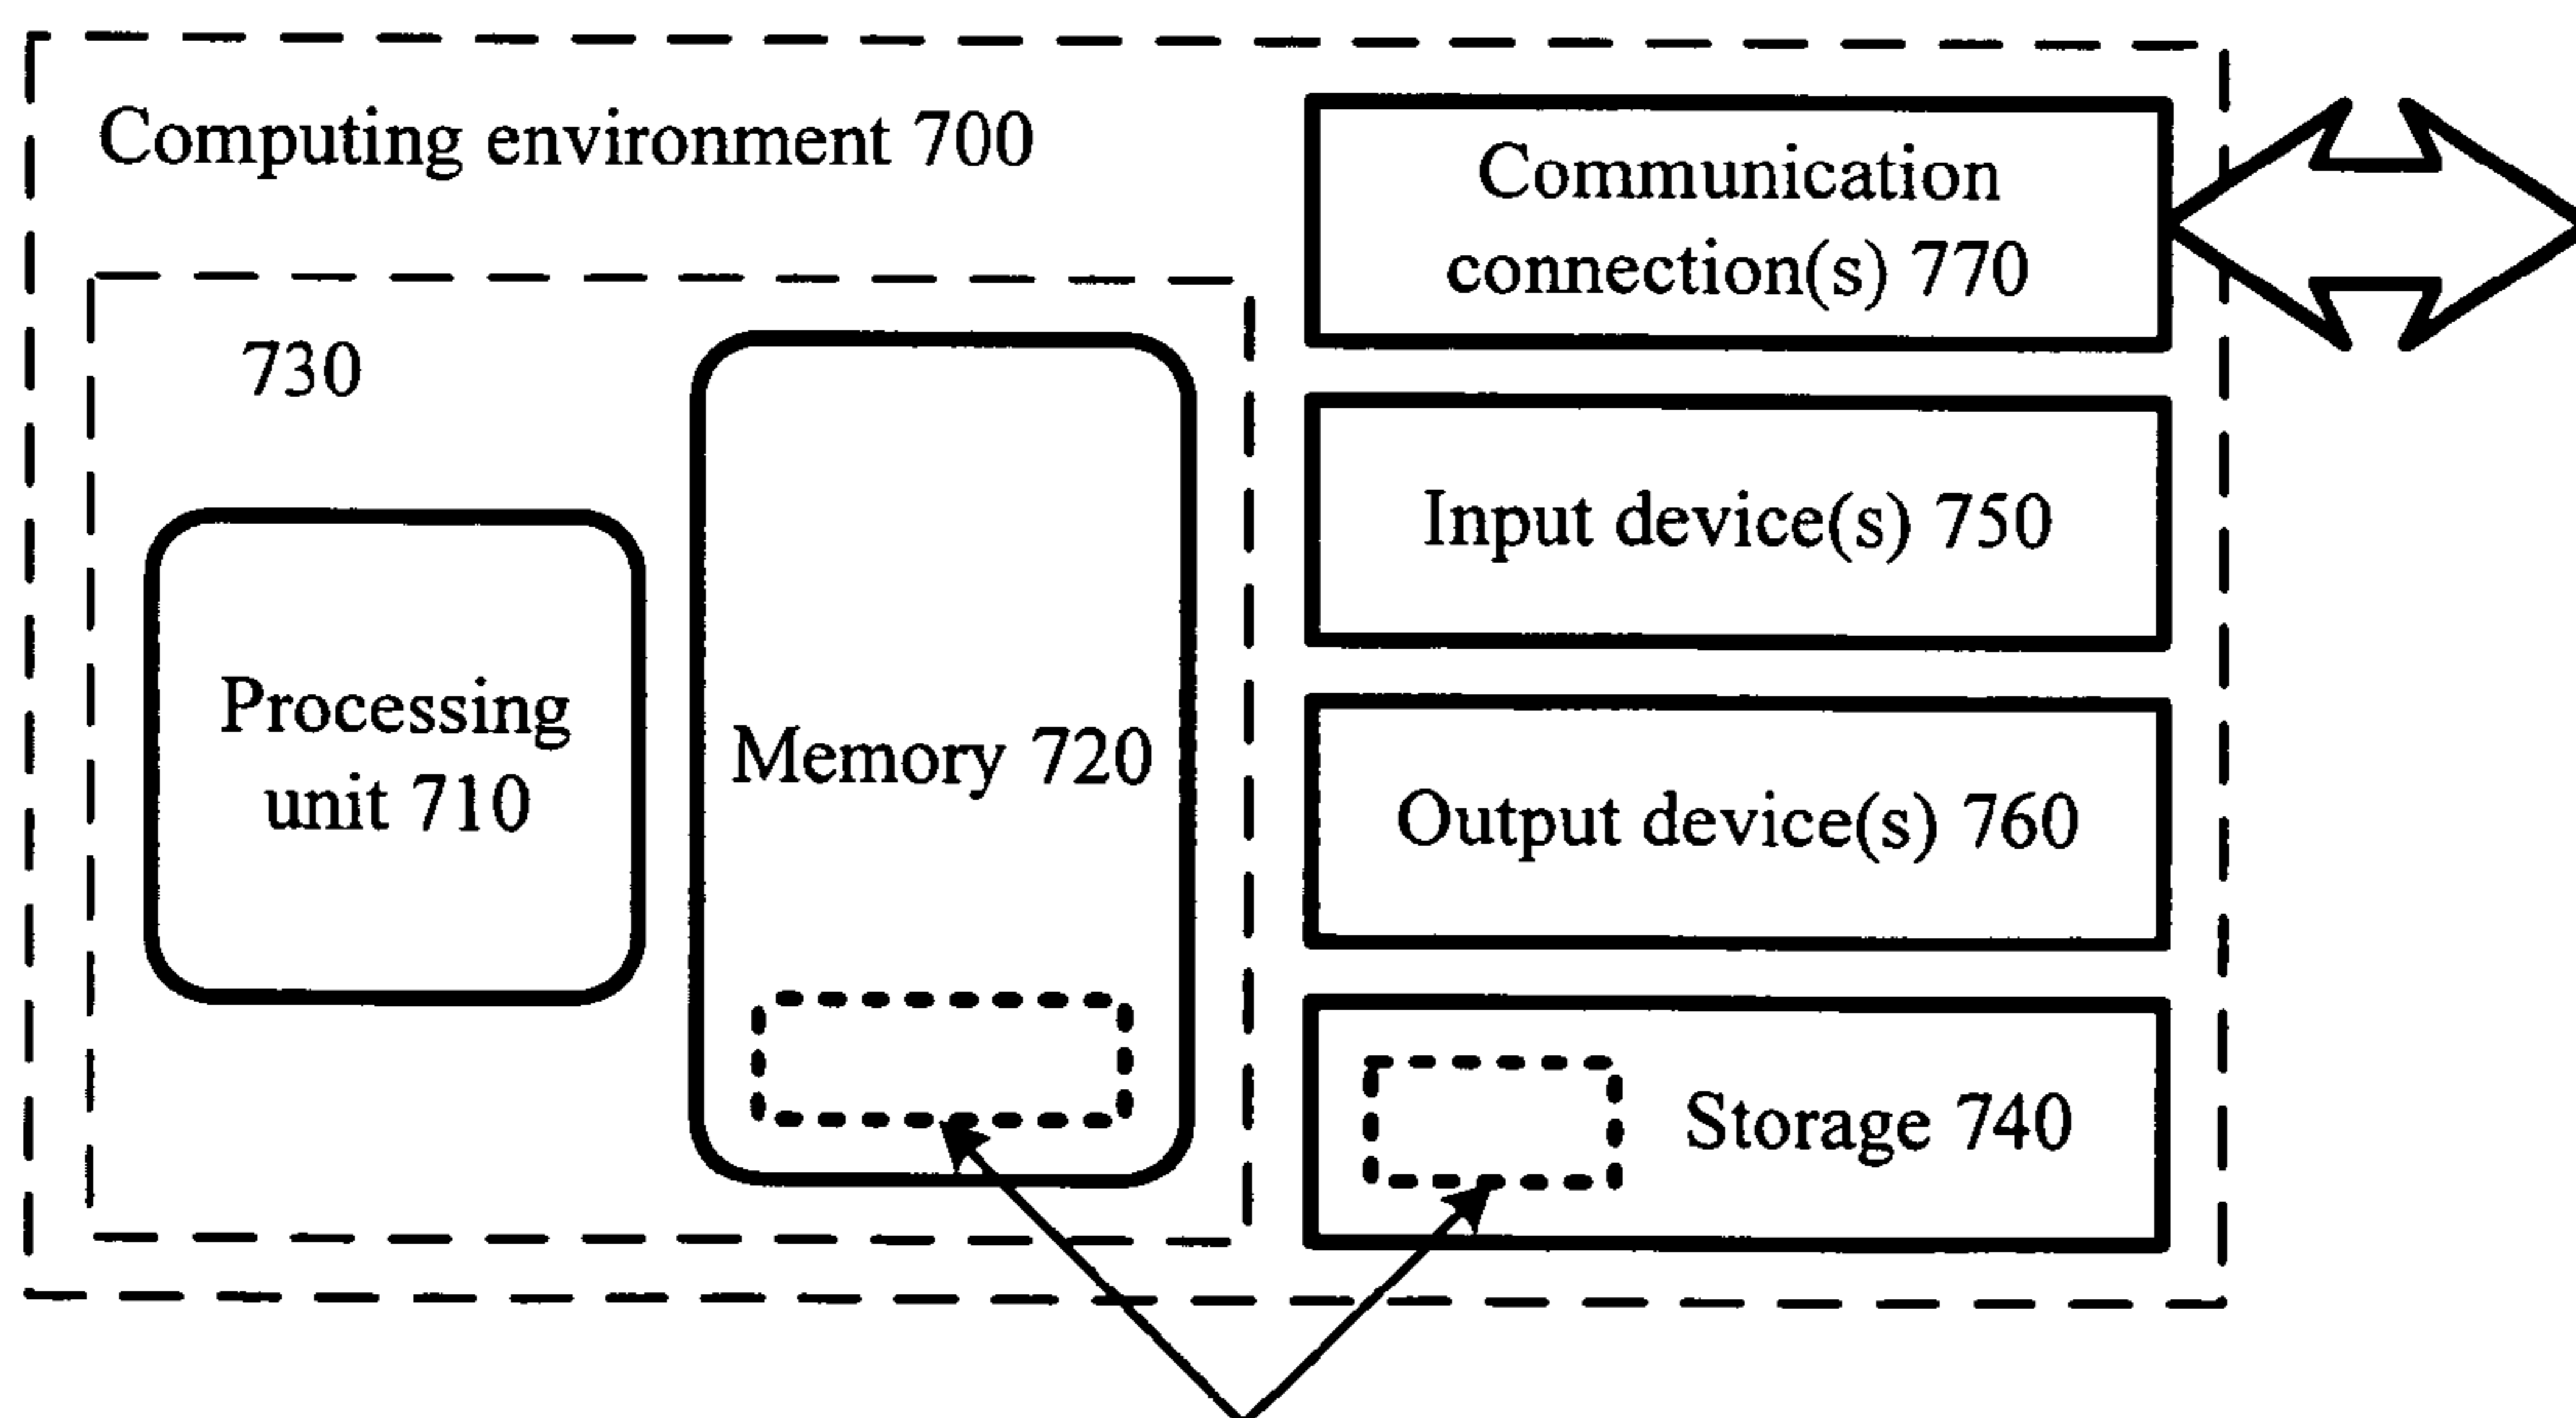 Computing environment 700
730
Processing
unit 710
Memory 720
Communication
connection(s) 770
Input device(s) 750
Output device(s) 760
Storage 740